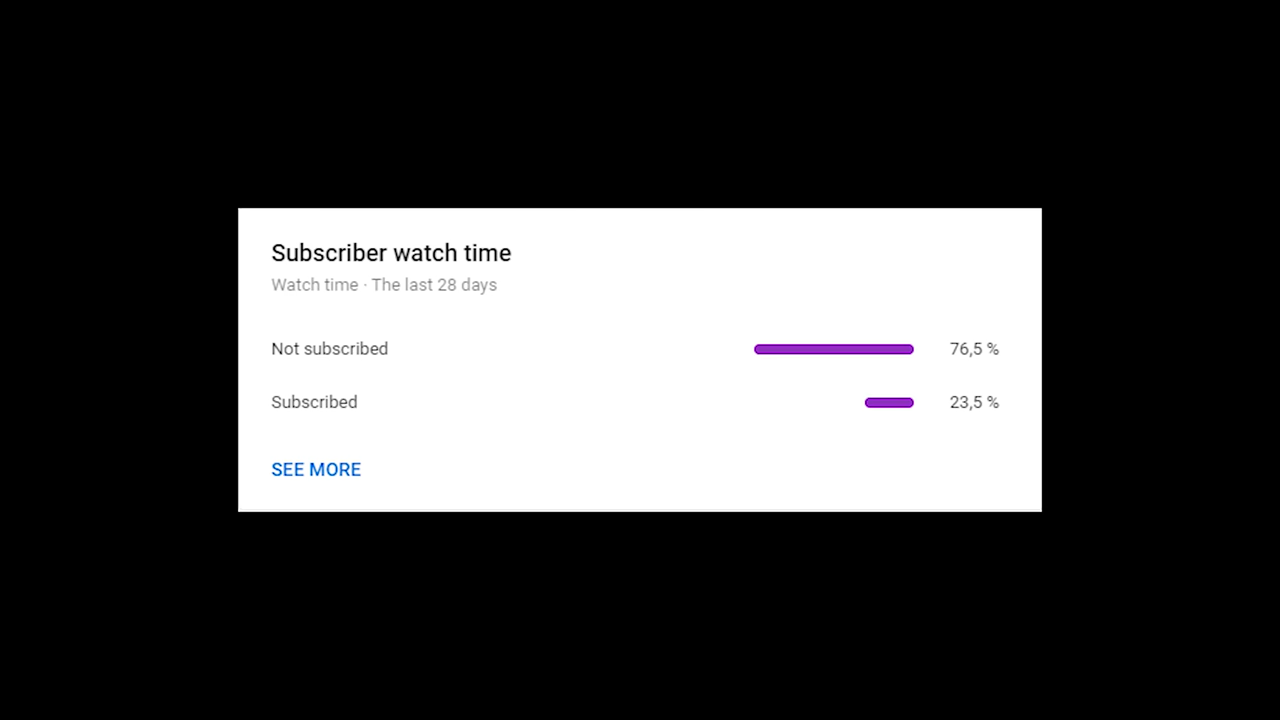 Subscriber watch time
Watch time · The last 28 days
Not subscribed 76,5 %
Subscribed 23,5 %
SEE MORE